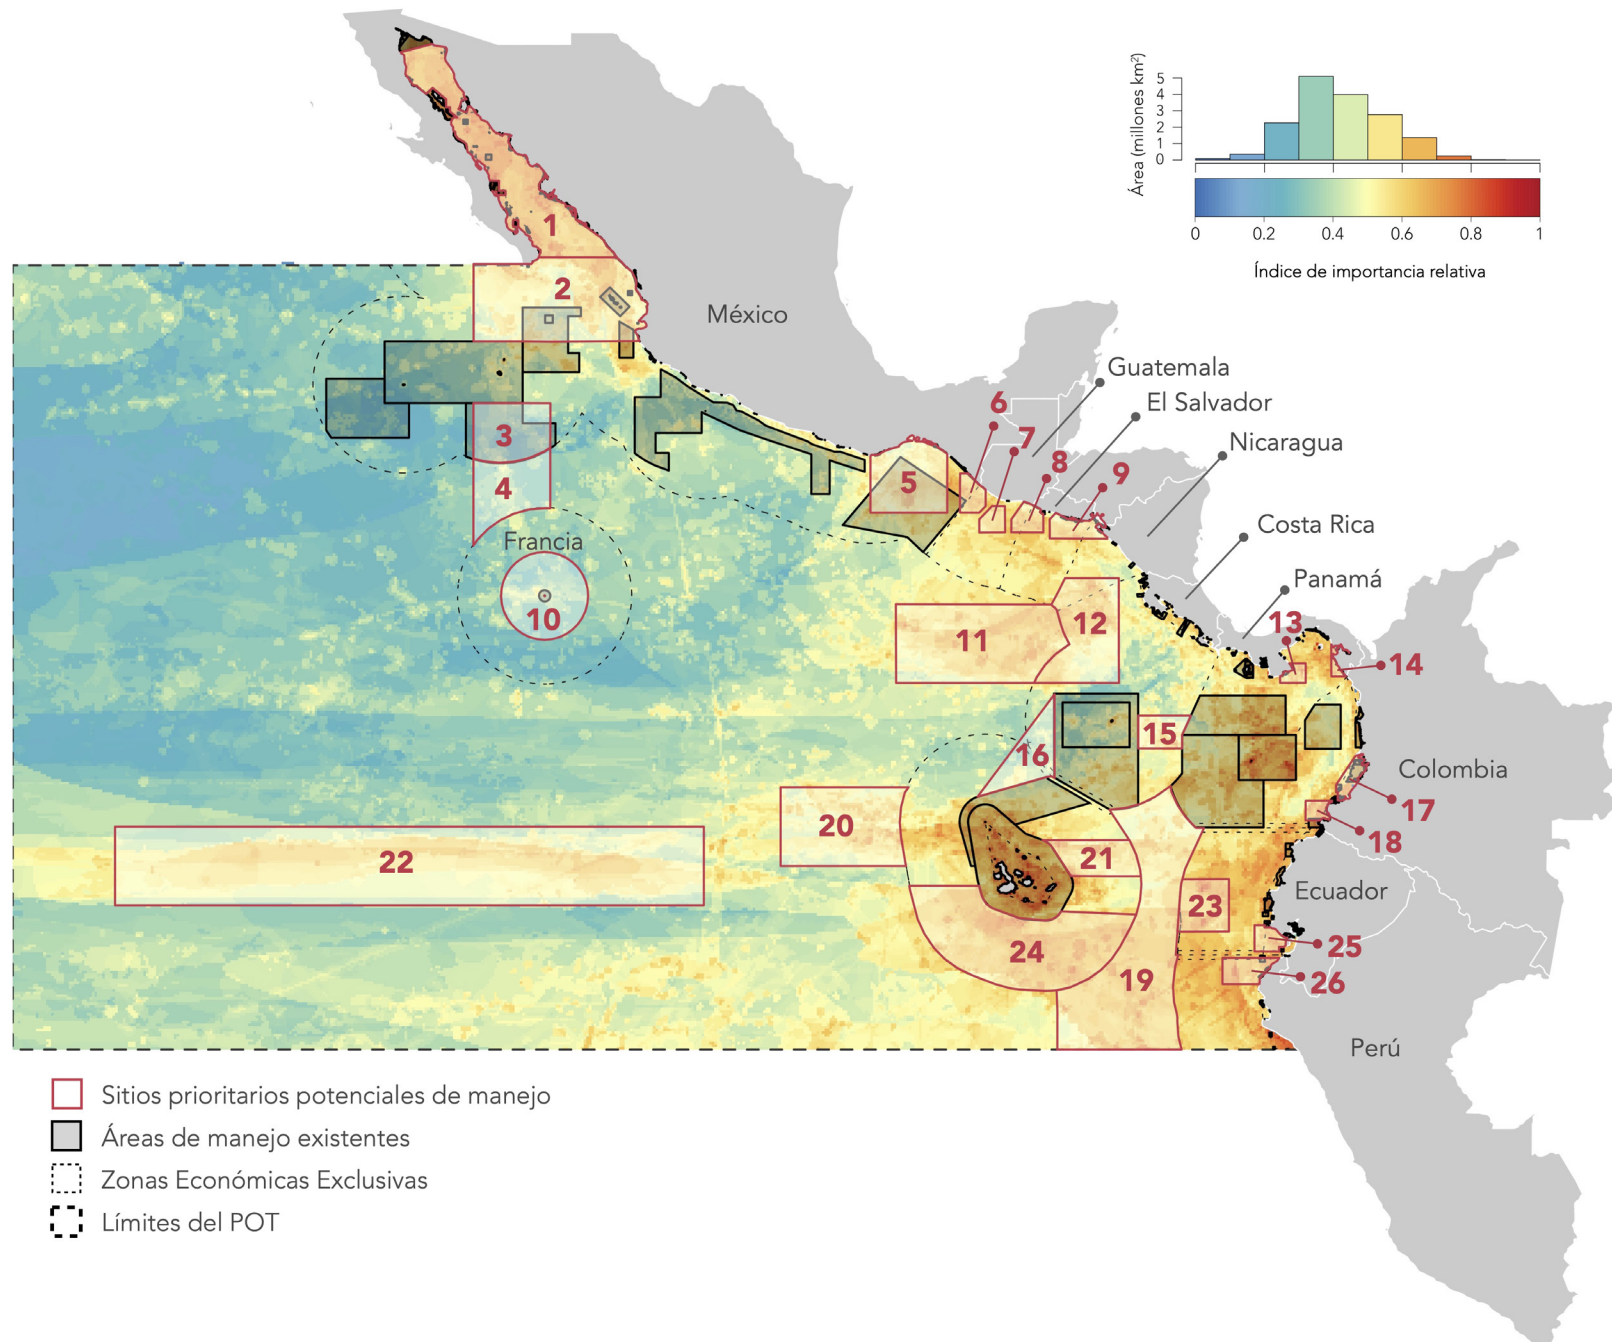 Área (millones km²)
5
4
3
2
1
0
0
0.2
0.4
0.6
0.8
1
Índice de importancia relativa
1
2
México
Guatemala
El Salvador
6
7
Nicaragua
3
8
9
4
5
Costa Rica
Francia
Panamá
10
11
12
13
14
15
16
Colombia
17
20
18
22
21
Ecuador
23
24
25
19
26
Perú
Sitios prioritarios potenciales de manejo
Áreas de manejo existentes
Zonas Económicas Exclusivas
Límites del POT